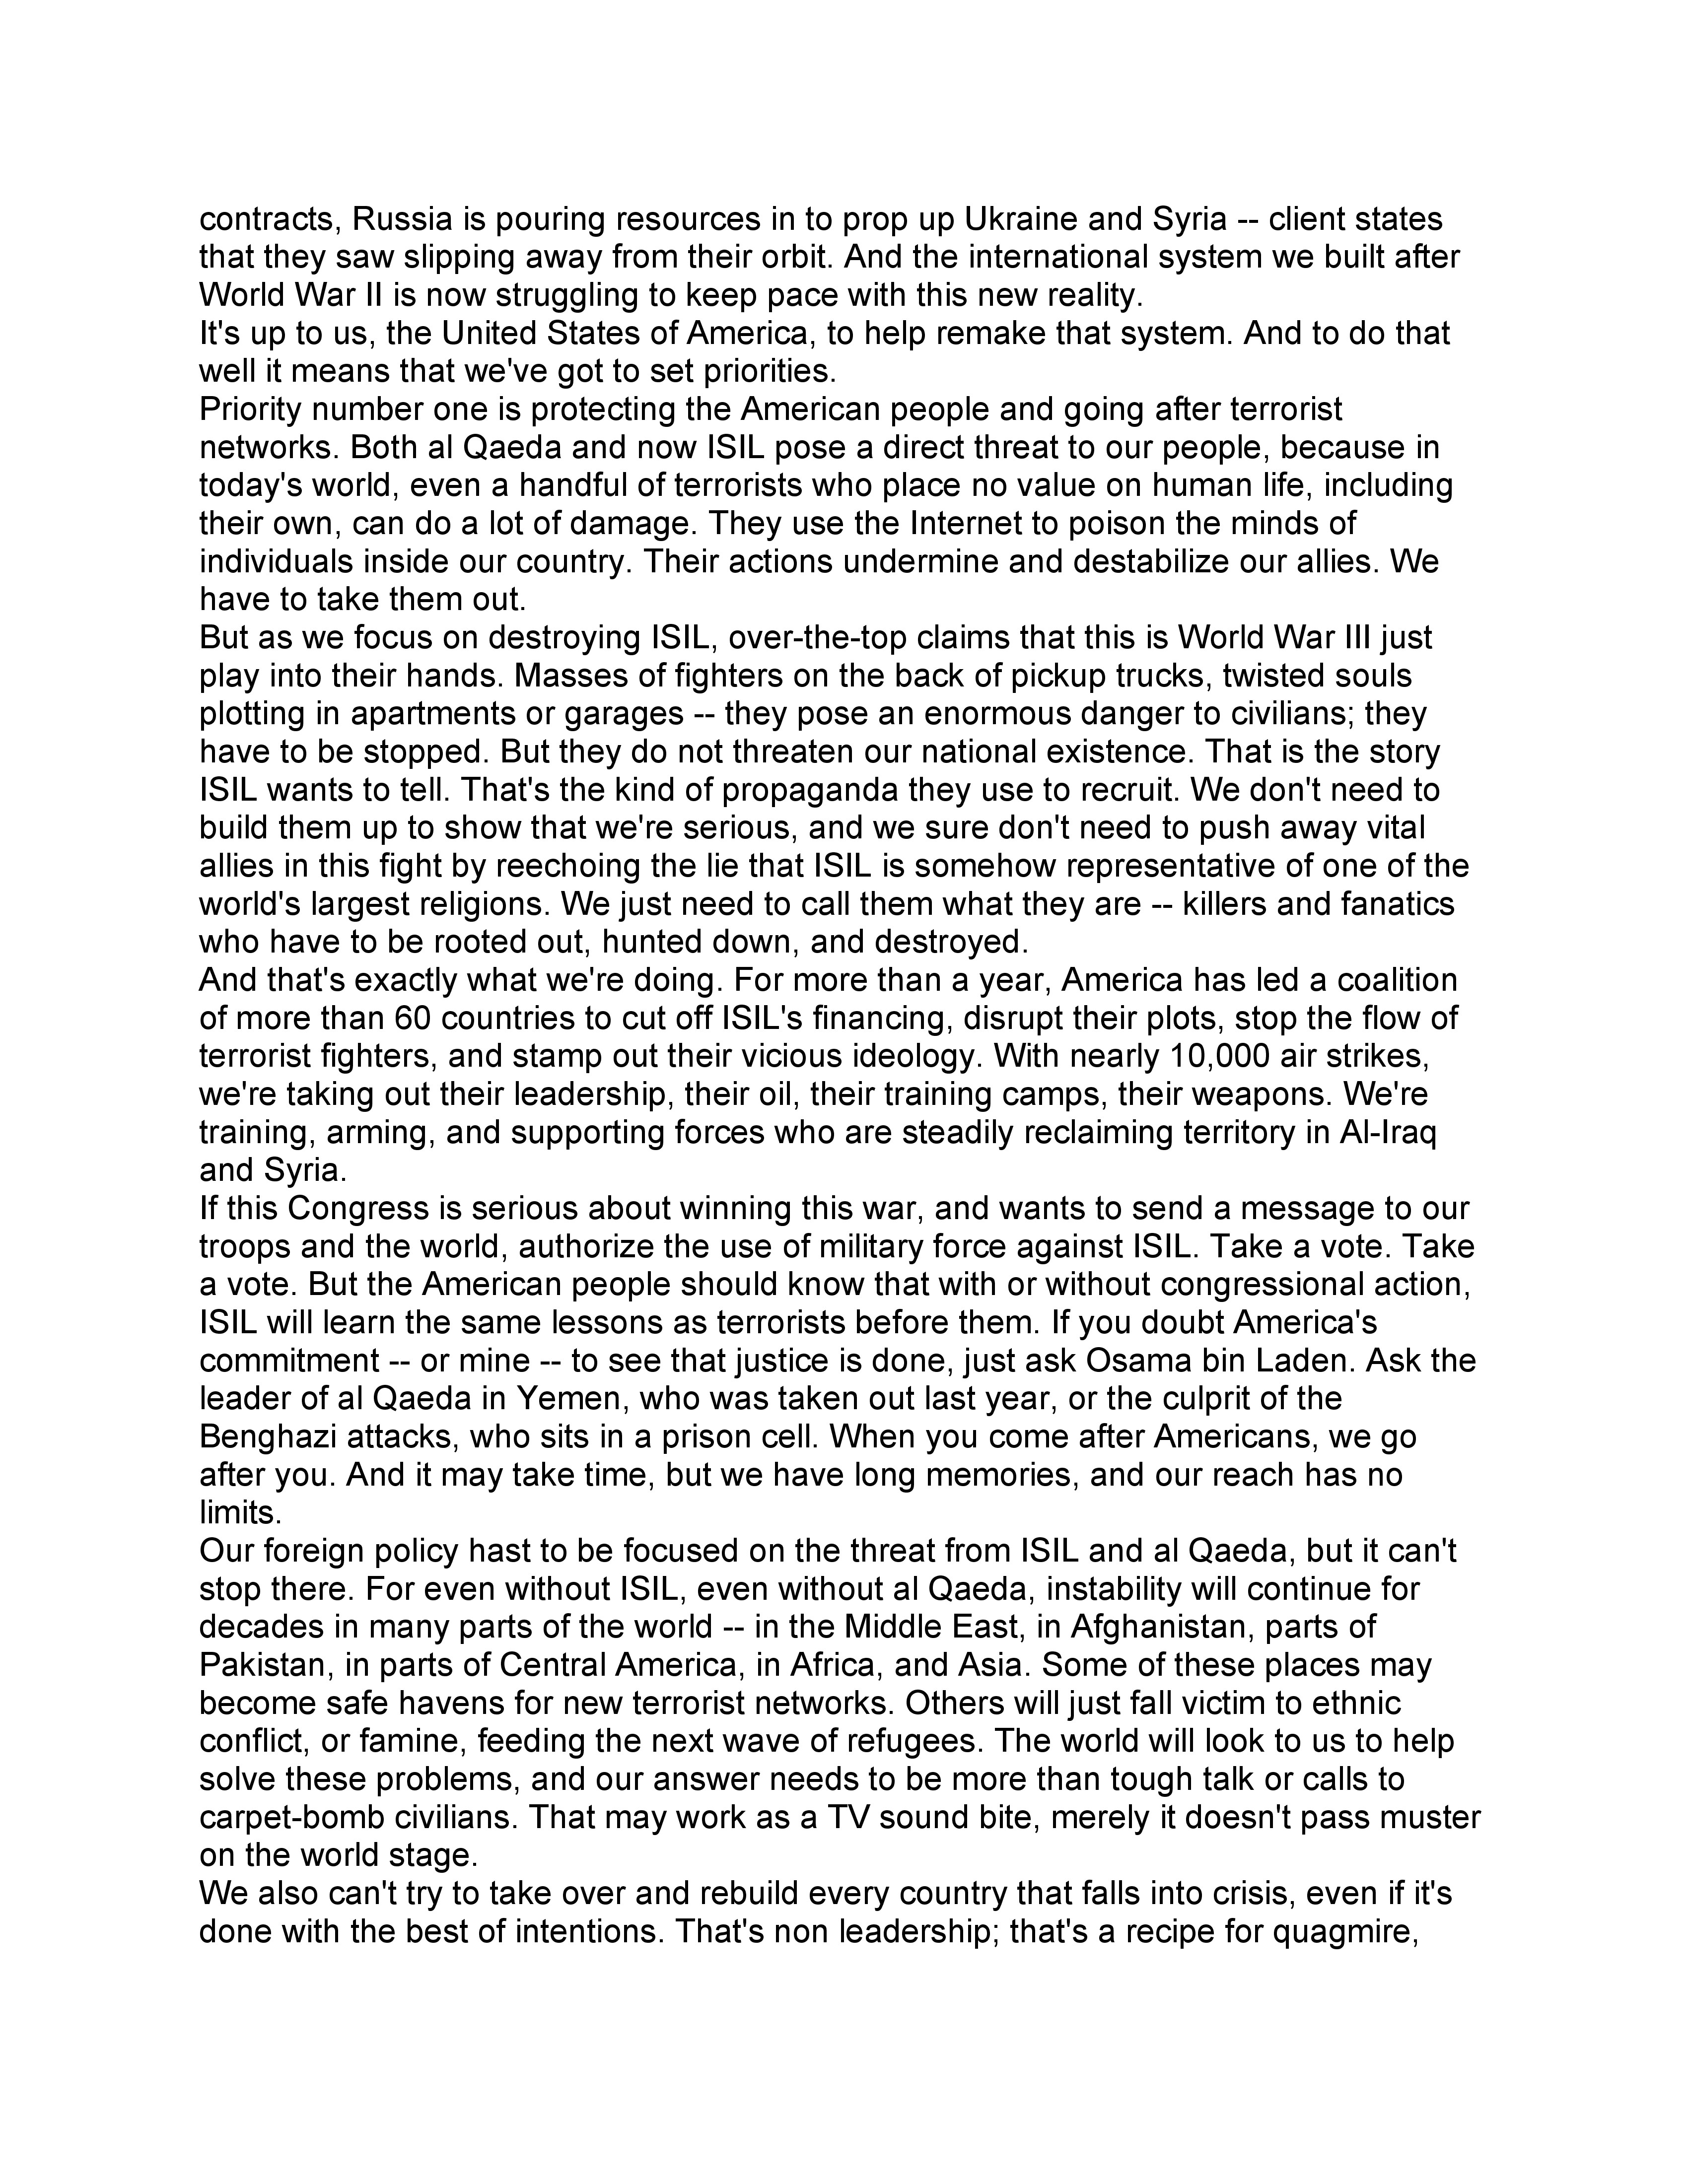 contracts, Russia is pouring resources in to prop up Ukraine and Syria -- client states
that they saw slipping away from their orbit. And the international system we built after
World War II is now struggling to keep pace with this new reality.
It's up to us, the United States of America, to help remake that system. And to do that
well it means that we've got to set priorities.
Priority number one is protecting the American people and going after terrorist
networks. Both al Qaeda and now ISIL pose a direct threat to our people, because in
today's world, even a handful of terrorists who place no value on human life, including
their own, can do a lot of damage. They use the Internet to poison the minds of
individuals inside our country. Their actions undermine and destabilize our allies. We
have to take them out.
But as we focus on destroying ISIL, over-the-top claims that this is World War III just
play into their hands. Masses of fighters on the back of pickup trucks, twisted souls
plotting in apartments or garages -- they pose an enormous danger to civilians; they
have to be stopped. But they do not threaten our national existence. That is the story
ISIL wants to tell. That's the kind of propaganda they use to recruit. We don't need to
build them up to show that we're serious, and we sure don't need to push away vital
allies in this fight by reechoing the lie that ISIL is somehow representative of one of the
world's largest religions. We just need to call them what they are -- killers and fanatics
who have to be rooted out, hunted down, and destroyed.
And that's exactly what we're doing. For more than a year, America has led a coalition
of more than 60 countries to cut off ISIL's financing, disrupt their plots, stop the flow of
terrorist fighters, and stamp out their vicious ideology. With nearly 10,000 air strikes,
we're taking out their leadership, their oil, their training camps, their weapons. We're
training, arming, and supporting forces who are steadily reclaiming territory in Al-Iraq
and Syria.
If this Congress is serious about winning this war, and wants to send a message to our
troops and the world, authorize the use of military force against ISIL. Take a vote. Take
a vote. But the American people should know that with or without congressional action,
ISIL will learn the same lessons as terrorists before them. If you doubt America's
commitment -- or mine -- to see that justice is done, just ask Osama bin Laden. Ask the
leader of al Qaeda in Yemen, who was taken out last year, or the culprit of the
Benghazi attacks, who sits in a prison cell. When you come after Americans, we go
after you. And it may take time, but we have long memories, and our reach has no
limits.
Our foreign policy hast to be focused on the threat from ISIL and al Qaeda, but it can't
stop there. For even without ISIL, even without al Qaeda, instability will continue for
decades in many parts of the world -- in the Middle East, in Afghanistan, parts of
Pakistan, in parts of Central America, in Africa, and Asia. Some of these places may
become safe havens for new terrorist networks. Others will just fall victim to ethnic
conflict, or famine, feeding the next wave of refugees. The world will look to us to help
solve these problems, and our answer needs to be more than tough talk or calls to
carpet-bomb civilians. That may work as a TV sound bite, merely it doesn't pass muster
on the world stage.
We also can't try to take over and rebuild every country that falls into crisis, even if it's
done with the best of intentions. That's non leadership; that's a recipe for quagmire,